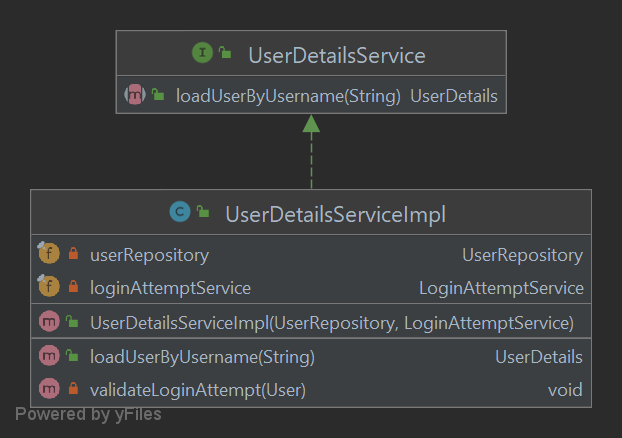 UserDetailsService
loadUserByUsername(String) UserDetails
UserDetailsServiceImpl
userRepository UserRepository
loginAttemptService LoginAttemptService
UserDetailsServiceImpl(UserRepository, LoginAttemptService)
loadUserByUsername(String) UserDetails
validateLoginAttempt(User) void
Powered by yFiles